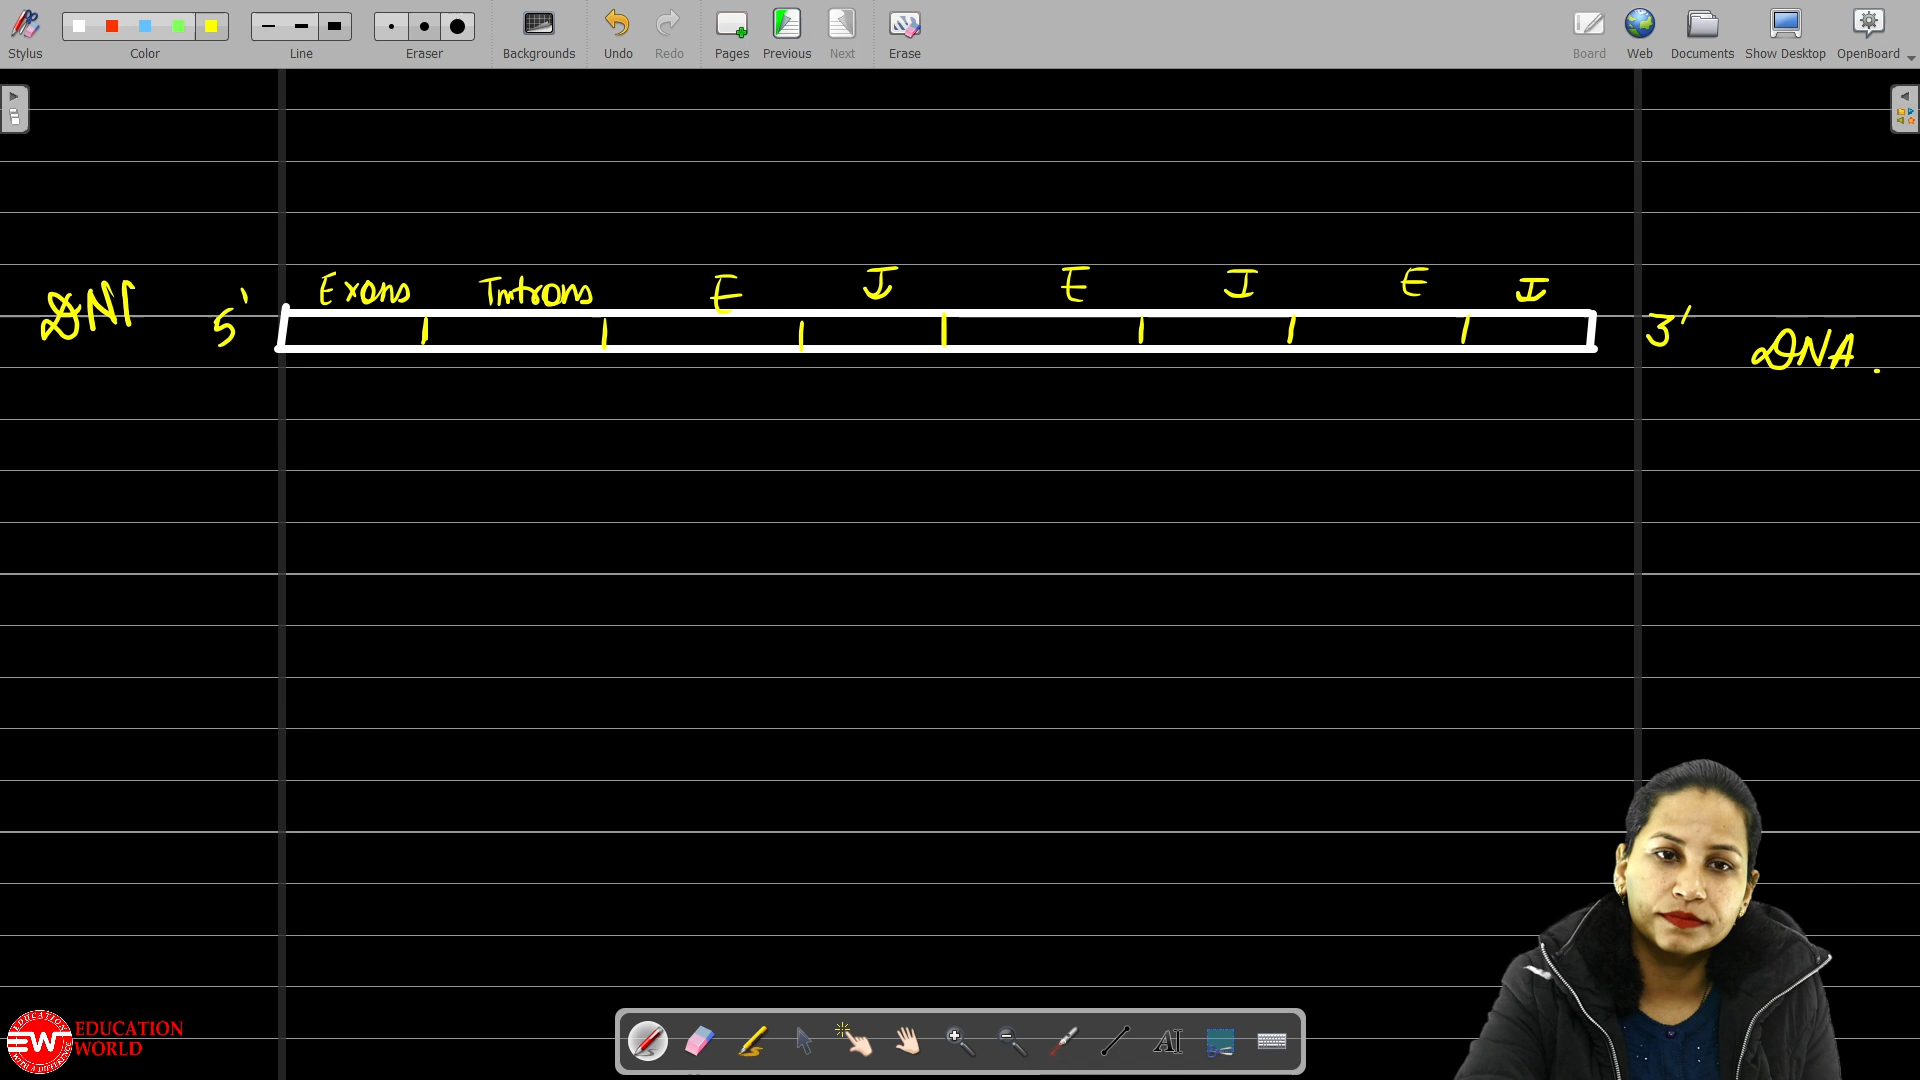 Stylus Color Line Eraser Backgrounds Undo Redo Pages Previous Next Erase Board Web Documents Show Desktop OpenBoard
Exons Introns E I E I E I
5' 3'
DNA.
EDUCATION
WORLD